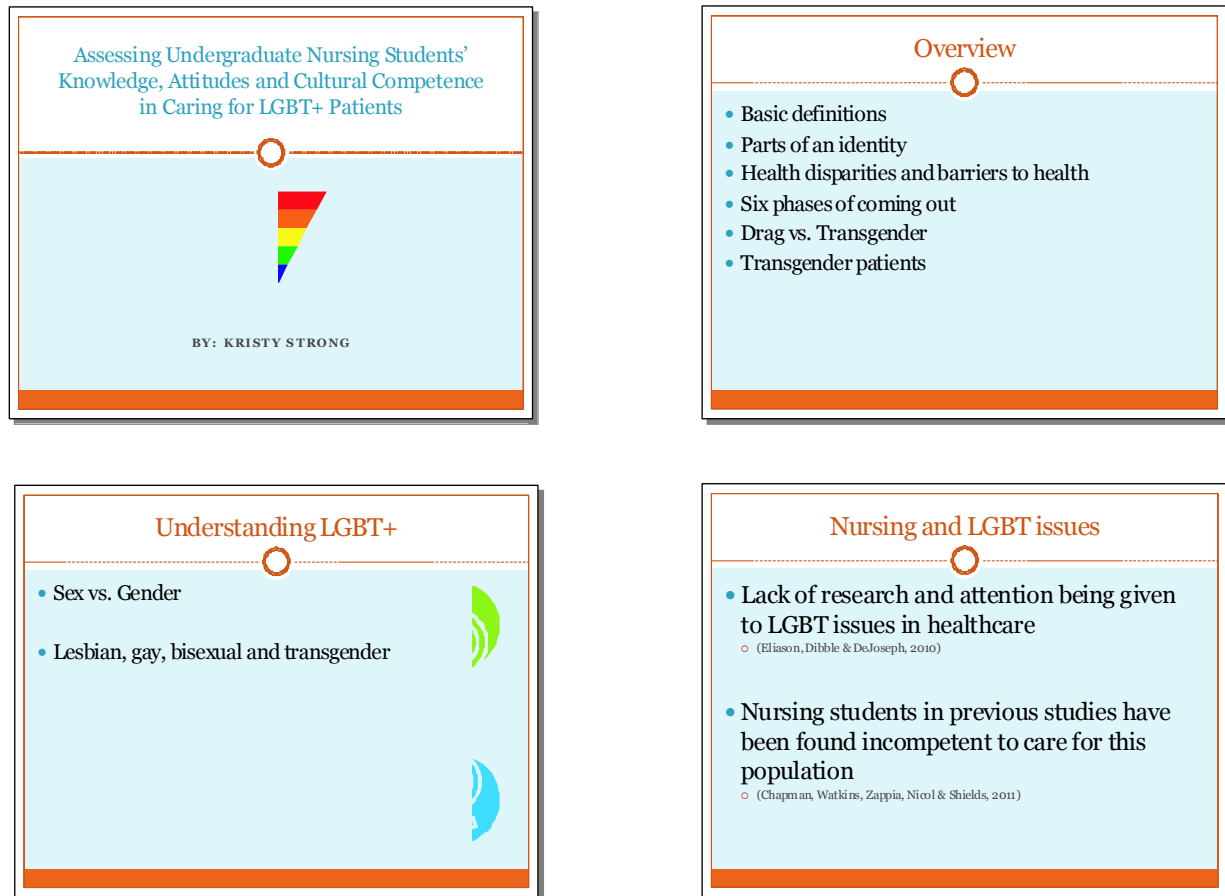 Assessing Undergraduate Nursing Students'
Knowledge, Attitudes and Cultural Competence
in Caring for LGBT+ Patients
BY: KRISTY STRONG
Overview
• Basic definitions
• Parts of an identity
• Health disparities and barriers to health
• Six phases of coming out
• Drag vs. Transgender
• Transgender patients
Understanding LGBT+
• Sex vs. Gender
• Lesbian, gay, bisexual and transgender
Nursing and LGBT issues
• Lack of research and attention being given
to LGBT issues in healthcare
○ (Eliason, Dibble & DeJoseph, 2010)
• Nursing students in previous studies have
been found incompetent to care for this
population
○ (Chapman, Watkins, Zappia, Nicol & Shields, 2011)